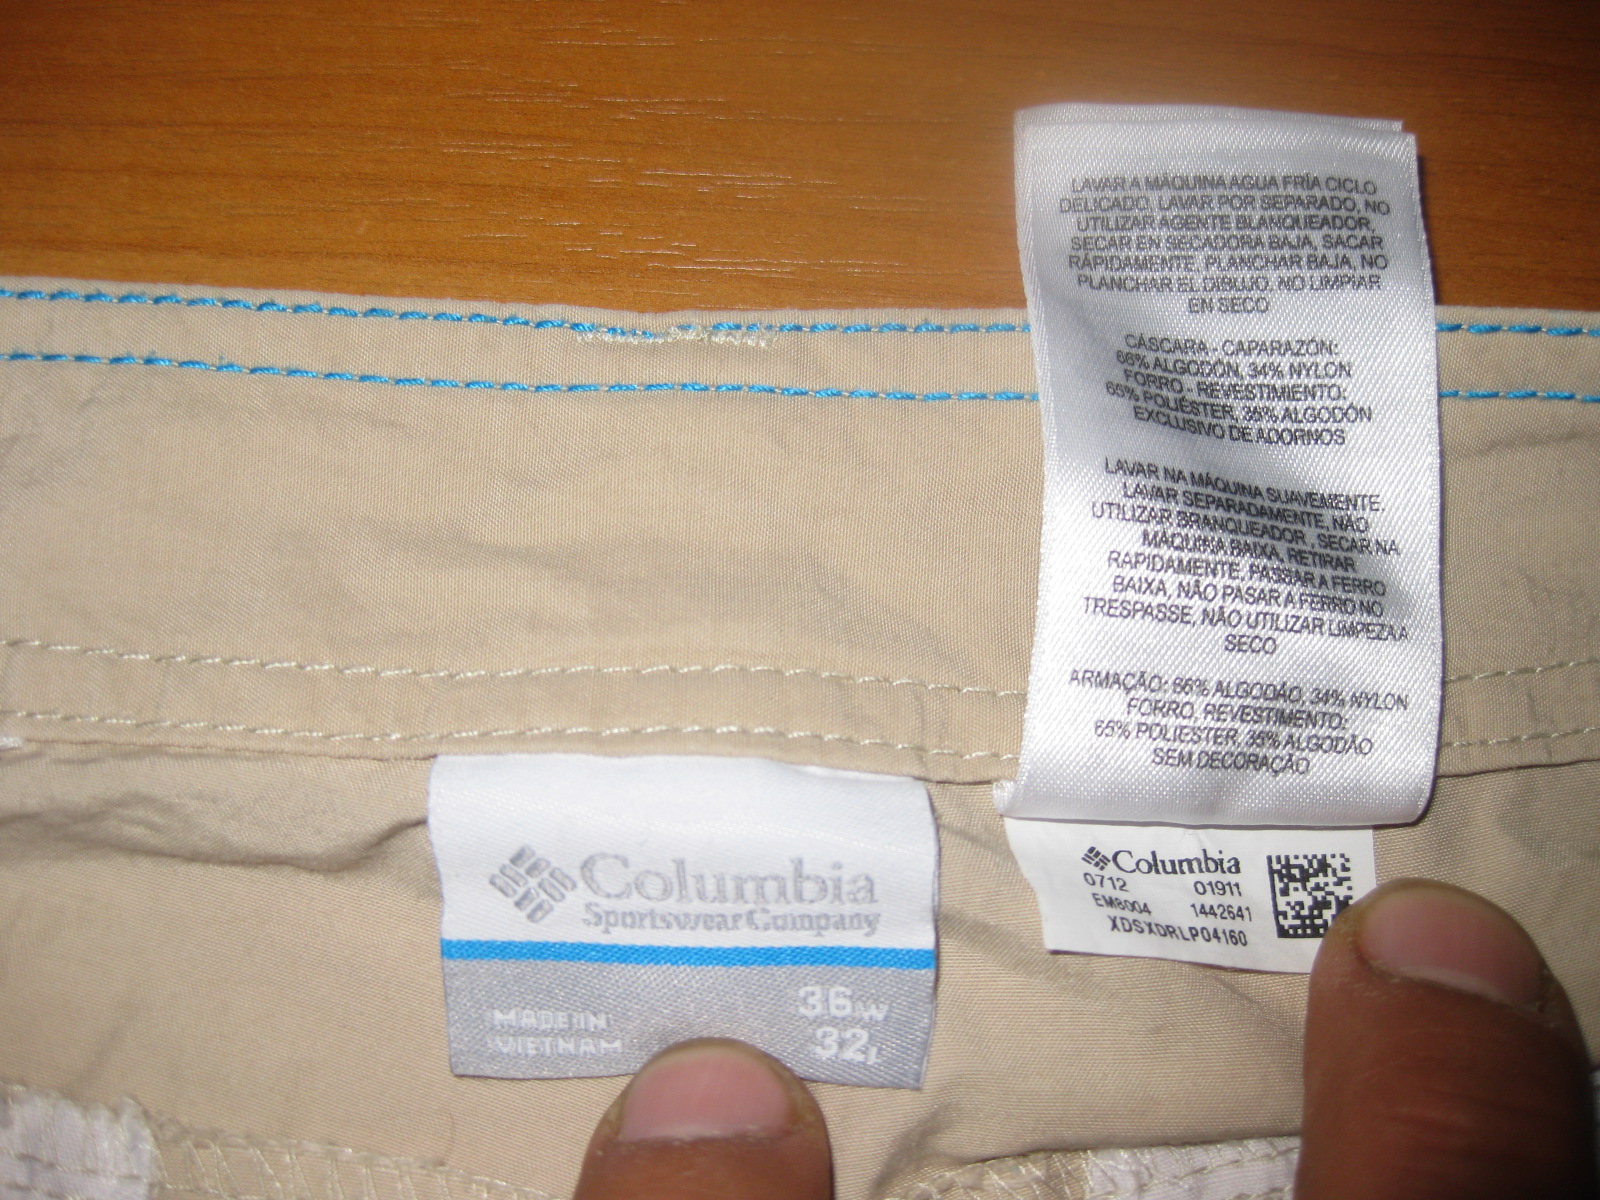 LAVAR A MÁQUINA AGUA FRÍA CICLO
DELICADO, LAVAR POR SEPARADO, NO
UTILIZAR AGENTE BLANQUEADOR,
SECAR EN SECADORA BAJA, SACAR
RÁPIDAMENTE, PLANCHAR BAJA, NO
PLANCHAR EL DIBUJO, NO LIMPIAR
EN SECO
CÁSCARA - CAPARAZÓN:
66% ALGODÓN, 34% NYLON
FORRO - REVESTIMIENTO:
65% POLIÉSTER, 35% ALGODÓN
EXCLUSIVO DE ADORNOS
LAVAR NA MÁQUINA SUAVEMENTE.
LAVAR SEPARADAMENTE, NÃO
UTILIZAR BRANQUEADOR, SECAR NA
MÁQUINA BAIXA, RETIRAR
RAPIDAMENTE, PASSAR A FERRO
BAIXA, NÃO PASAR A FERRO NO
TRESPASSE, NÃO UTILIZAR LIMPEZA A
SECO
ARMAÇÃO: 66% ALGODÃO, 34% NYLON
FORRO, REVESTIMENTO:
65% POLIESTER, 35% ALGODÃO
SEM DECORAÇÃO
Columbia
0712 01911
EM8004 1442641
XDSXDRLP04160
Columbia
Sportswear Company
MADE IN
VIETNAM
36W
32L